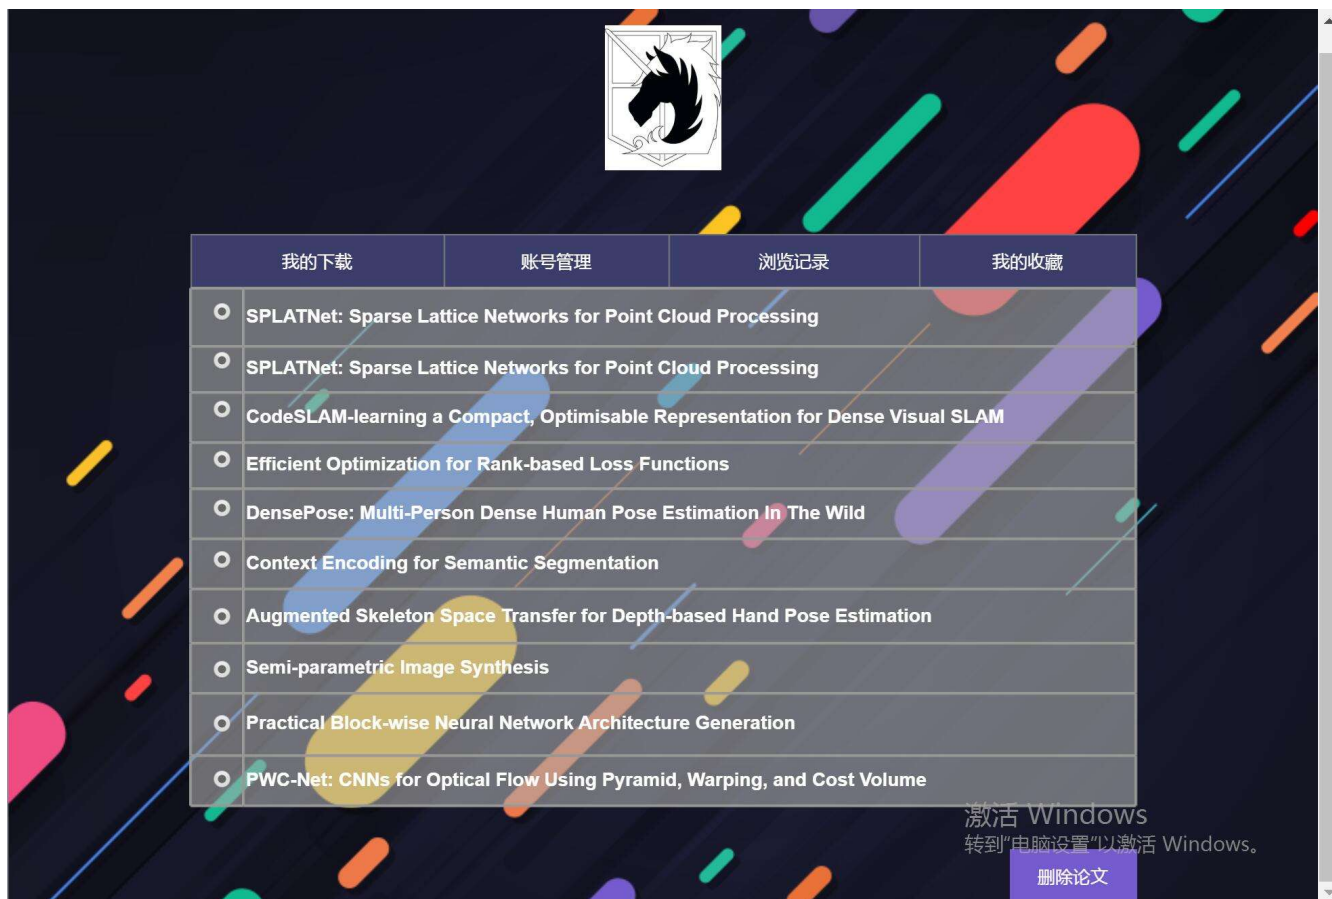 我的下载 账号管理 浏览记录 我的收藏
SPLATNet: Sparse Lattice Networks for Point Cloud Processing
SPLATNet: Sparse Lattice Networks for Point Cloud Processing
CodeSLAM-learning a Compact, Optimisable Representation for Dense Visual SLAM
Efficient Optimization for Rank-based Loss Functions
DensePose: Multi-Person Dense Human Pose Estimation In The Wild
Context Encoding for Semantic Segmentation
Augmented Skeleton Space Transfer for Depth-based Hand Pose Estimation
Semi-parametric Image Synthesis
Practical Block-wise Neural Network Architecture Generation
PWC-Net: CNNs for Optical Flow Using Pyramid, Warping, and Cost Volume
激活 Windows
转到"电脑设置"以激活 Windows。
删除论文